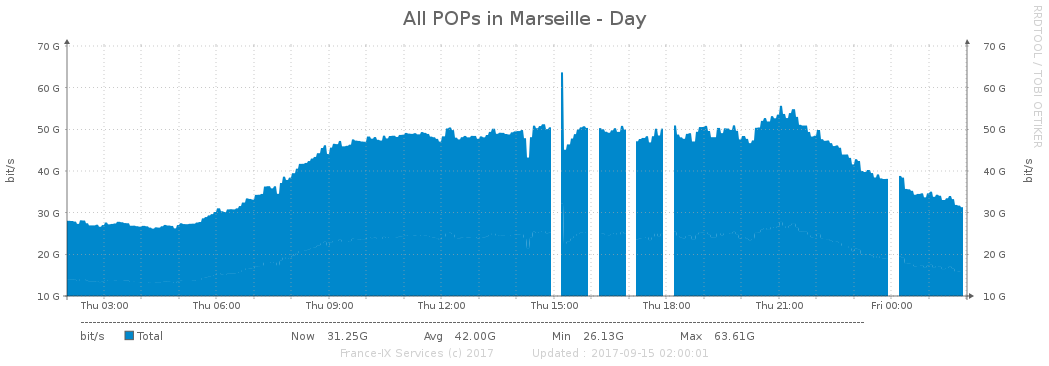 All POPs in Marseille - Day
RRDTOOL / TOBI OETIKER
70 G 70 G
60 G 60 G
50 G 50 G
40 G 40 G
30 G 30 G
20 G 20 G
10 G 10 G
bit/s bit/s
Thu 03:00 Thu 06:00 Thu 09:00 Thu 12:00 Thu 15:00 Thu 18:00 Thu 21:00 Fri 00:00
bit/s Total Now 31.25G Avg 42.00G Min 26.13G Max 63.61G
France-IX Services (c) 2017 Updated : 2017-09-15 02:00:01